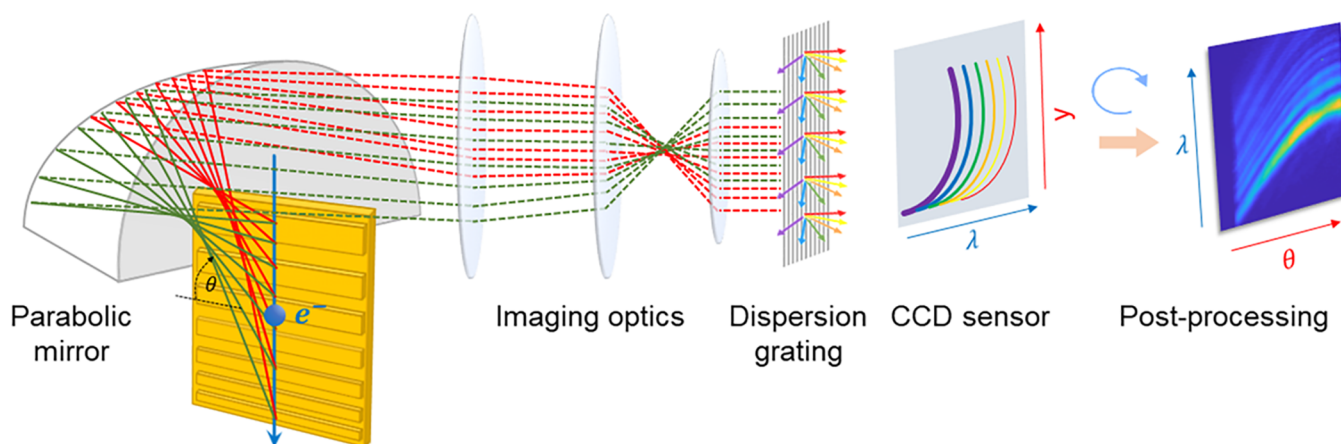 θ
e⁻
Parabolic
mirror
Imaging optics
Dispersion
grating
y
λ
CCD sensor
λ
θ
Post-processing